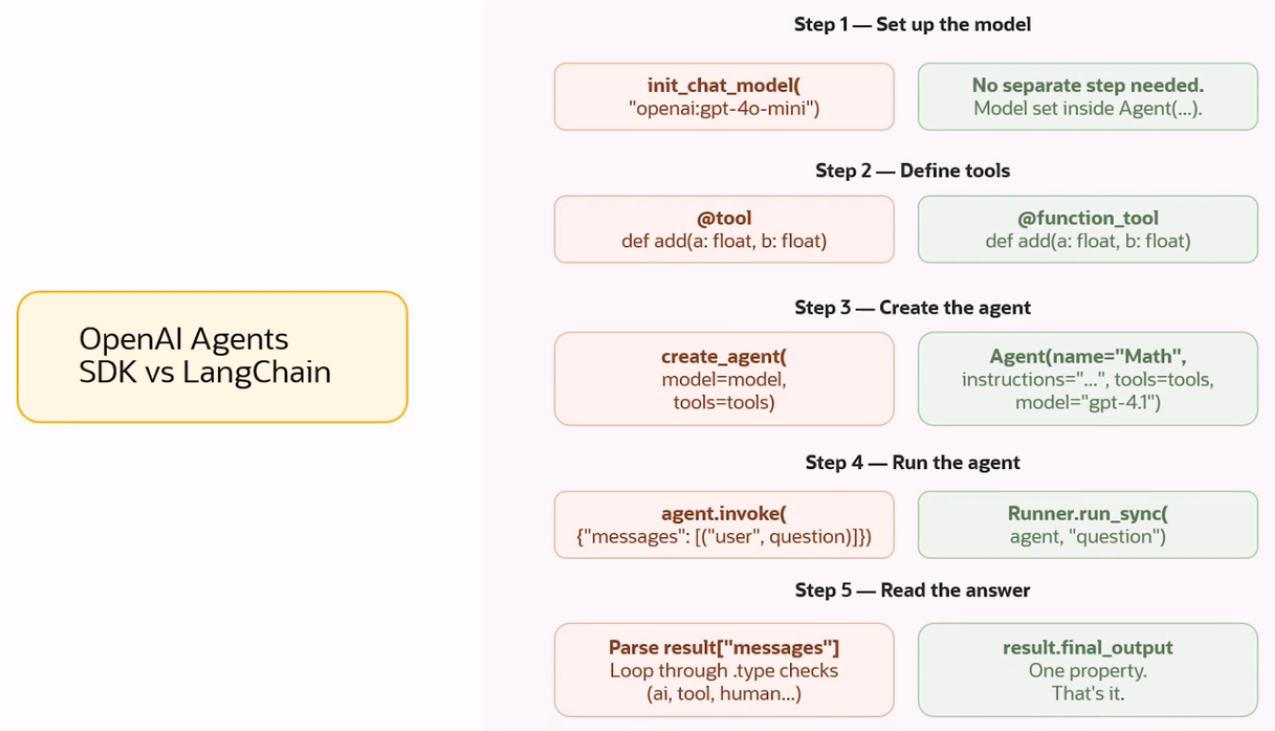 OpenAI Agents
SDK vs LangChain
Step 1 — Set up the model
init_chat_model(
"openai:gpt-4o-mini")
No separate step needed.
Model set inside Agent(...).
Step 2 — Define tools
@tool
def add(a: float, b: float)
@function_tool
def add(a: float, b: float)
Step 3 — Create the agent
create_agent(
model=model,
tools=tools)
Agent(name="Math",
instructions="...", tools=tools,
model="gpt-4.1")
Step 4 — Run the agent
agent.invoke(
{"messages": [("user", question)]})
Runner.run_sync(
agent, "question")
Step 5 — Read the answer
Parse result["messages"]
Loop through .type checks
(ai, tool, human...)
result.final_output
One property.
That's it.